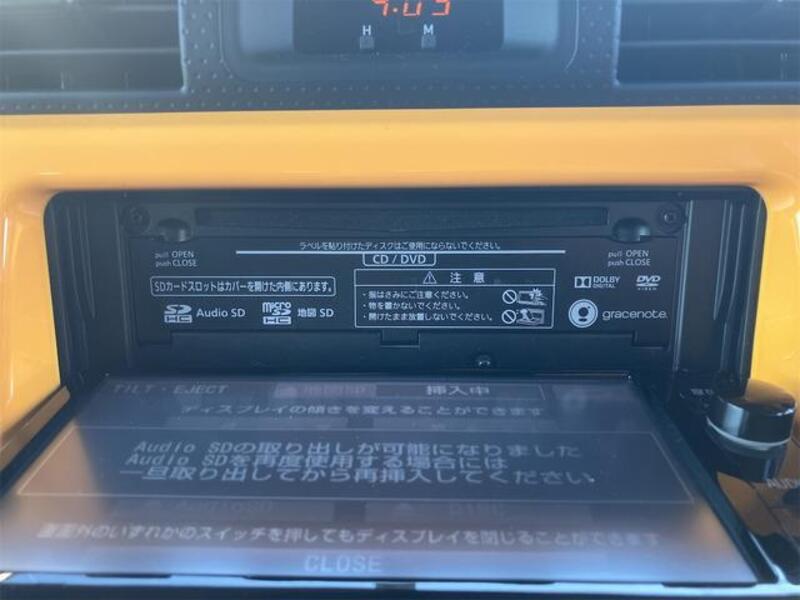 9:05
H M
ラベルを貼り付けたディスクはご使用にならないでください。
CD / DVD
pull OPEN
push CLOSE
pull OPEN
push CLOSE
SDカードスロットはカバーを開けた内側にあります。
SD HC Audio SD
micro SD HC 地図 SD
⚠ 注 意
・指はさみにご注意ください。
・物を置かないでください。
・開けたまま放置しないでください。
DOLBY
DIGITAL
DVD
VIDEO
gracenote.
TILT・EJECT
地図SD 挿入中
ディスプレイの傾きを変えることができます
Audio SDの取り出しが可能になりました
Audio SDを再度使用する場合には
一旦取り出してから再挿入してください
AudioSD
DISC
画面外のいずれかのスイッチを押してもディスプレイを閉じることができます
CLOSE
AUDIO